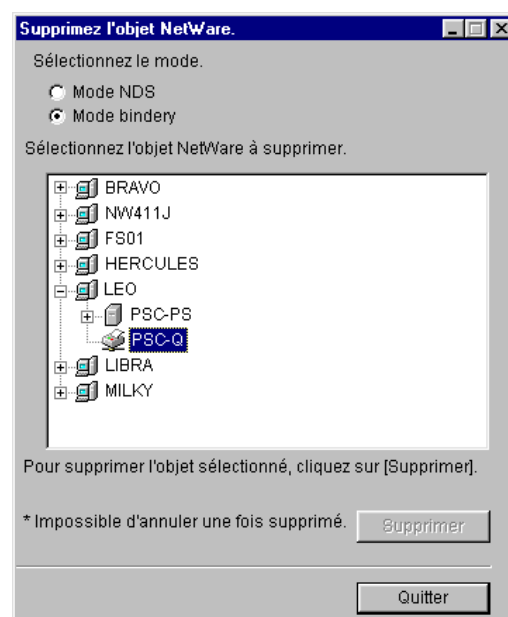 Supprimez l'objet NetWare.
Sélectionnez le mode.
Mode NDS
Mode bindery
Sélectionnez l'objet NetWare à supprimer.
BRAVO
NW411J
FS01
HERCULES
LEO
PSC-PS
PSC-Q
LIBRA
MILKY
Pour supprimer l'objet sélectionné, cliquez sur [Supprimer].
* Impossible d'annuler une fois supprimé. Supprimer
Quitter